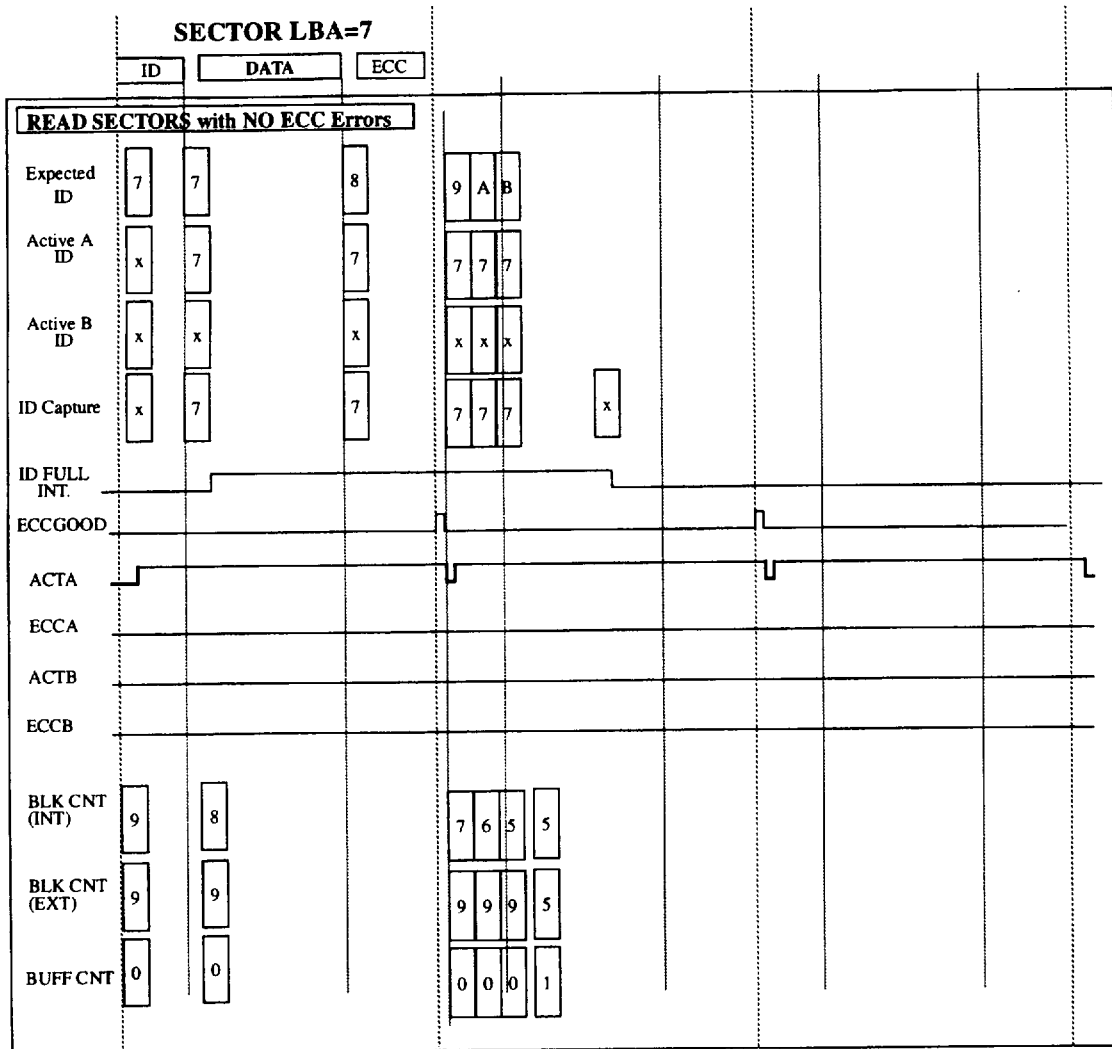 SECTOR LBA=7
ID DATA ECC
READ SECTORS with NO ECC Errors
Expected
ID
7 7 8 9 A B
Active A
ID
x 7 7 7 7 7
Active B
ID
x x x x x x
ID Capture
x 7 7 7 7 7 x
ID FULL
INT.
ECCGOOD
ACTA
ECCA
ACTB
ECCB
BLK CNT
(INT)
9 8 7 6 5 5
BLK CNT
(EXT)
9 9 9 9 9 5
BUFF CNT
0 0 0 0 0 1